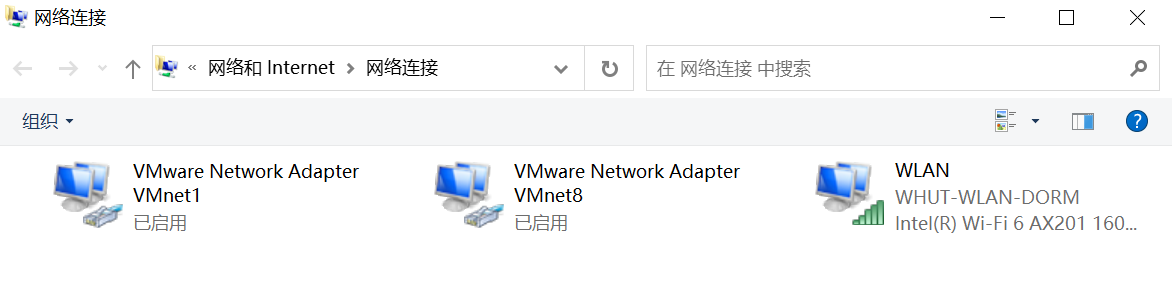 网络连接
« 网络和 Internet > 网络连接
在 网络连接 中搜索
组织
VMware Network Adapter
VMnet1
已启用
VMware Network Adapter
VMnet8
已启用
WLAN
WHUT-WLAN-DORM
Intel(R) Wi-Fi 6 AX201 160...